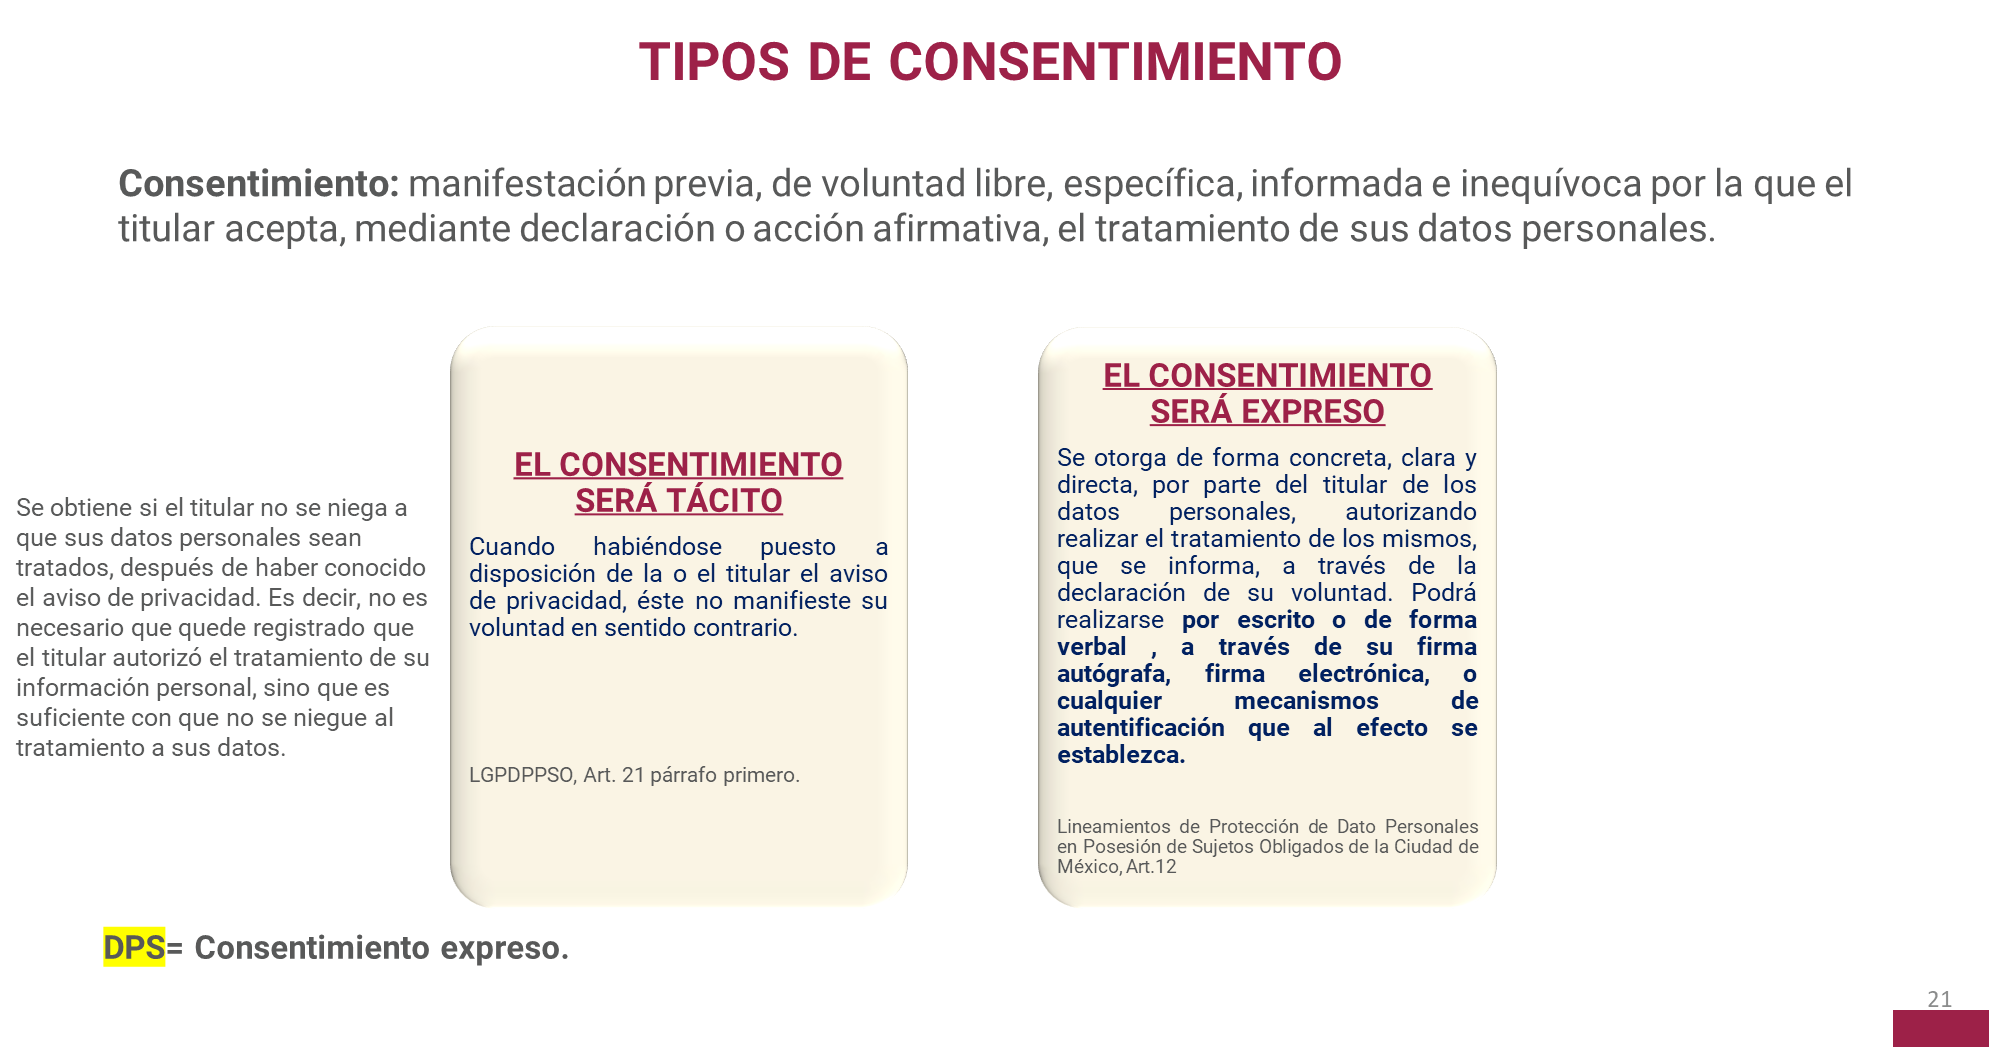 TIPOS DE CONSENTIMIENTO
Consentimiento: manifestación previa, de voluntad libre, específica, informada e inequívoca por la que el
titular acepta, mediante declaración o acción afirmativa, el tratamiento de sus datos personales.
Se obtiene si el titular no se niega a
que sus datos personales sean
tratados, después de haber conocido
el aviso de privacidad. Es decir, no es
necesario que quede registrado que
el titular autorizó el tratamiento de su
información personal, sino que es
suficiente con que no se niegue al
tratamiento a sus datos.
EL CONSENTIMIENTO
SERÁ TÁCITO
Cuando habiéndose puesto a
disposición de la o el titular el aviso
de privacidad, éste no manifieste su
voluntad en sentido contrario.
LGPDPPSO, Art. 21 párrafo primero.
EL CONSENTIMIENTO
SERÁ EXPRESO
Se otorga de forma concreta, clara y
directa, por parte del titular de los
datos personales, autorizando
realizar el tratamiento de los mismos,
que se informa, a través de la
declaración de su voluntad. Podrá
realizarse por escrito o de forma
verbal , a través de su firma
autógrafa, firma electrónica, o
cualquier mecanismos de
autentificación que al efecto se
establezca.
Lineamientos de Protección de Dato Personales
en Posesión de Sujetos Obligados de la Ciudad de
México, Art.12
DPS= Consentimiento expreso.
21